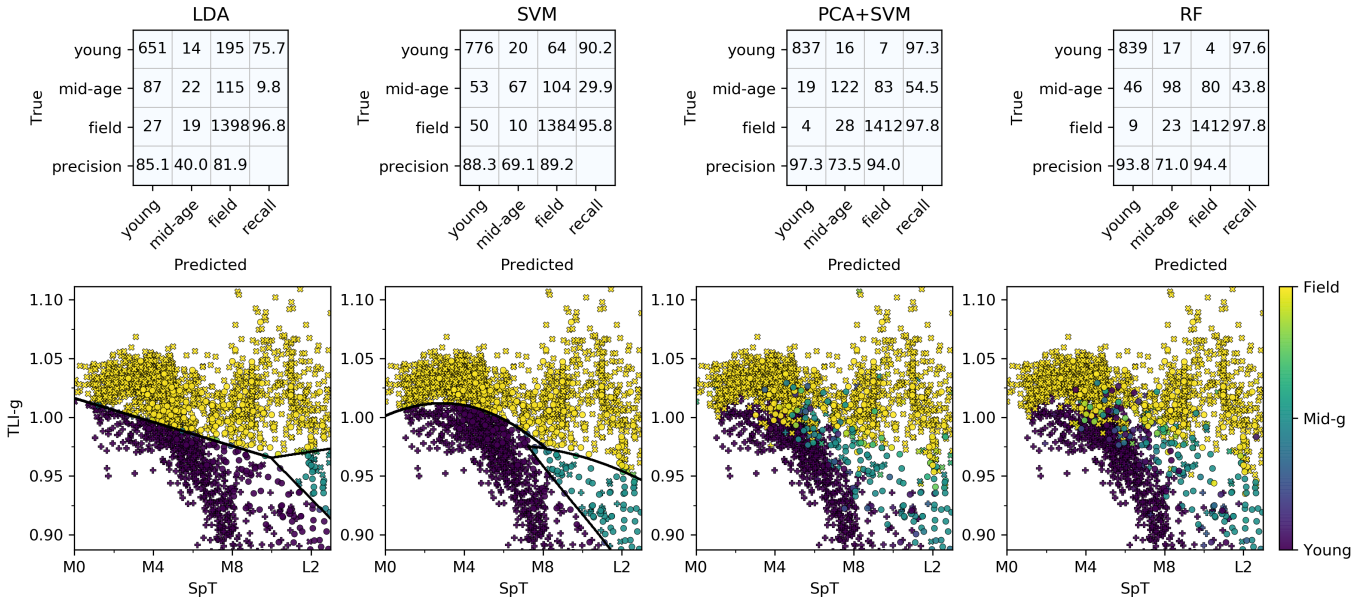 LDA SVM PCA+SVM RF
young 651 14 195 75.7
mid-age 87 22 115 9.8
field 27 19 1398 96.8
precision 85.1 40.0 81.9
True
young mid-age field recall
Predicted
young 776 20 64 90.2
mid-age 53 67 104 29.9
field 50 10 1384 95.8
precision 88.3 69.1 89.2
True
young mid-age field recall
Predicted
young 837 16 7 97.3
mid-age 19 122 83 54.5
field 4 28 1412 97.8
precision 97.3 73.5 94.0
True
young mid-age field recall
Predicted
young 839 17 4 97.6
mid-age 46 98 80 43.8
field 9 23 1412 97.8
precision 93.8 71.0 94.4
True
young mid-age field recall
Predicted
TLI-g
1.10
1.05
1.00
0.95
0.90
M0 M4 M8 L2
SpT
1.10
1.05
1.00
0.95
0.90
M0 M4 M8 L2
SpT
1.10
1.05
1.00
0.95
0.90
M0 M4 M8 L2
SpT
1.10
1.05
1.00
0.95
0.90
M0 M4 M8 L2
SpT
Field
Mid-g
Young